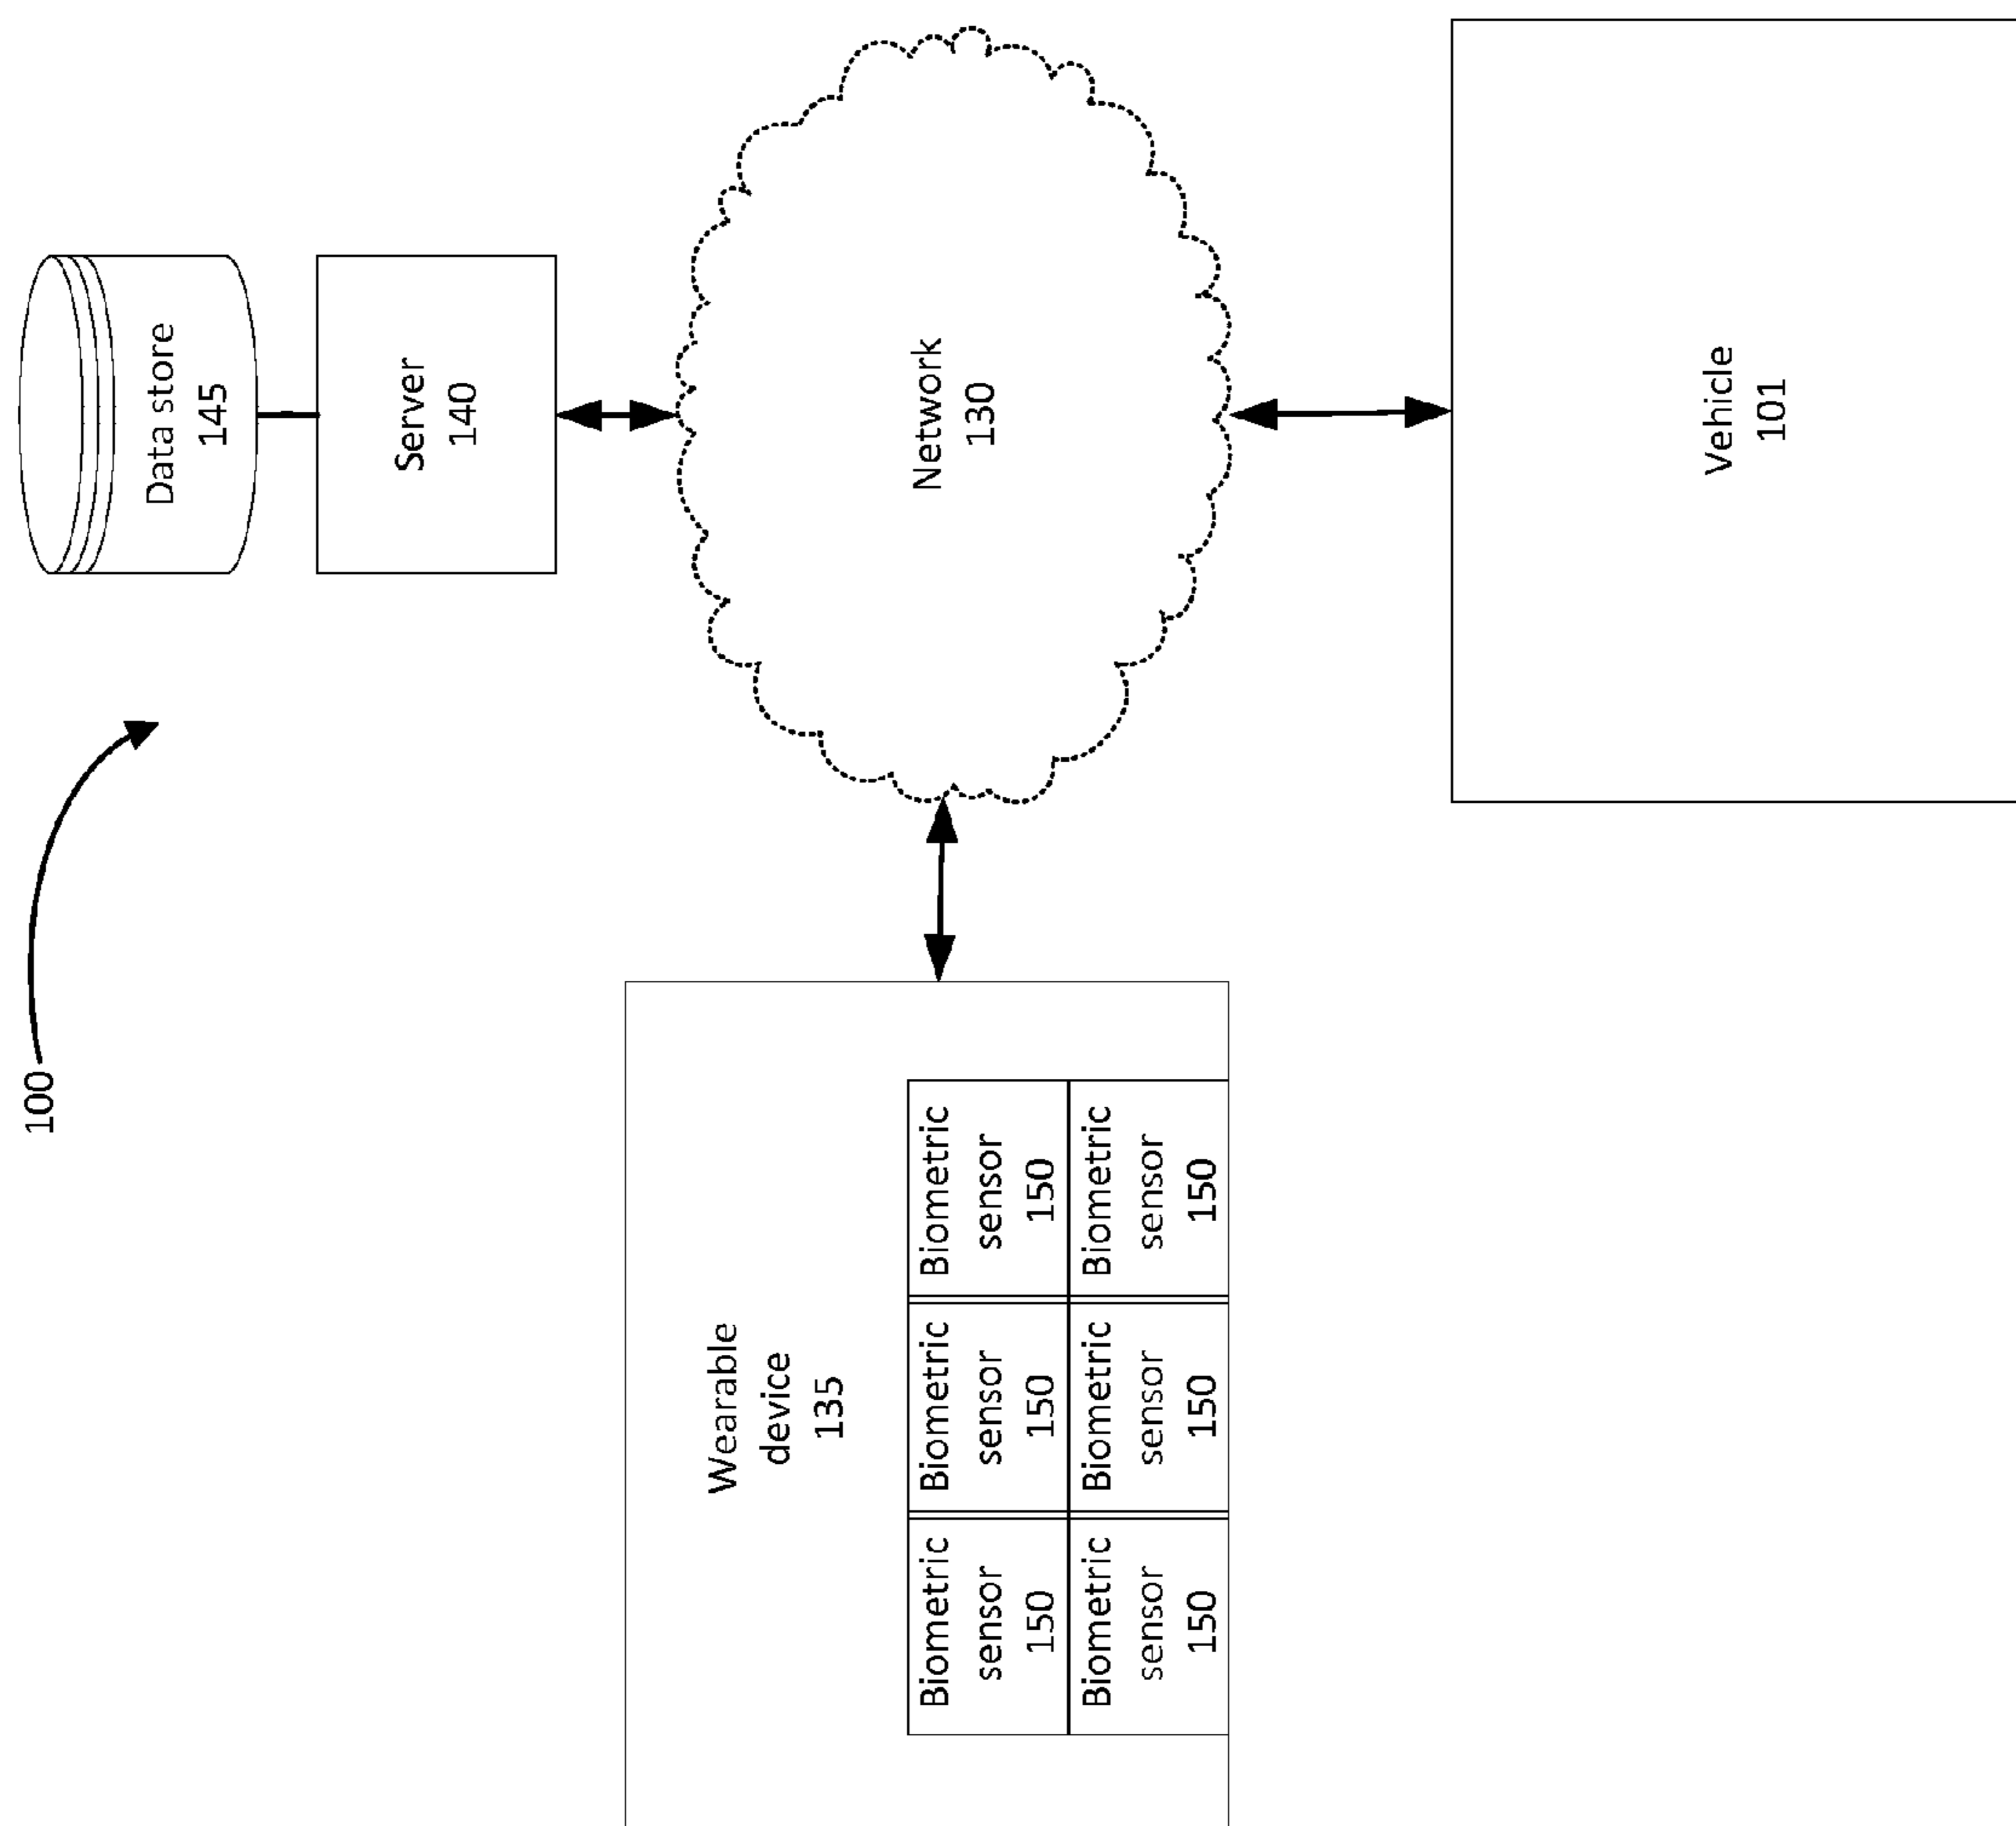 100
Data store
145
Server
140
Network
130
Wearable
device
135
Biometric
sensor
150
Biometric
sensor
150
Biometric
sensor
150
Biometric
sensor
150
Biometric
sensor
150
Biometric
sensor
150
Vehicle
101